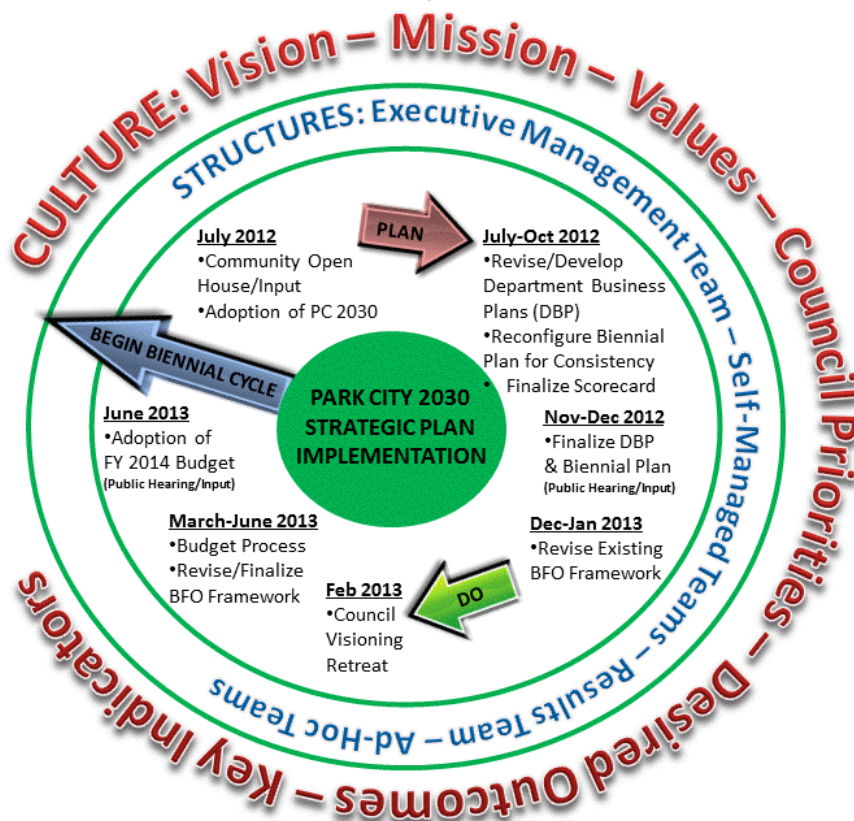 CULTURE: Vision – Mission – Values – Council Priorities – Desired Outcomes – Key Indicators
STRUCTURES: Executive Management Team – Self-Managed Teams – Results Team – Ad-Hoc Teams
July 2012
•Community Open
House/Input
•Adoption of PC 2030
PLAN
July-Oct 2012
•Revise/Develop
Department Business
Plans (DBP)
•Reconfigure Biennial
Plan for Consistency
• Finalize Scorecard
BEGIN BIENNIAL CYCLE
PARK CITY 2030
STRATEGIC PLAN
IMPLEMENTATION
Nov-Dec 2012
•Finalize DBP
& Biennial Plan
(Public Hearing/Input)
Dec-Jan 2013
•Revise Existing
BFO Framework
DO
Feb 2013
•Council
Visioning
Retreat
March-June 2013
•Budget Process
•Revise/Finalize
BFO Framework
June 2013
•Adoption of
FY 2014 Budget
(Public Hearing/Input)